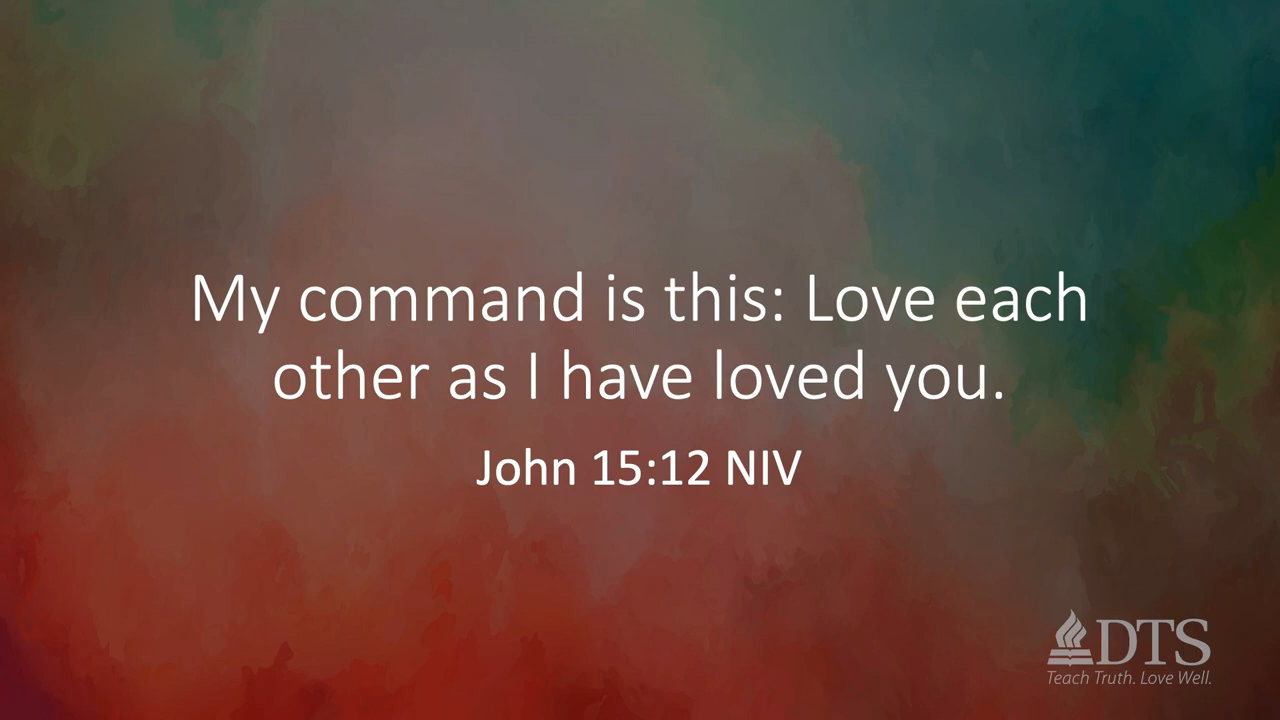 My command is this: Love each
other as I have loved you.
John 15:12 NIV
DTS
Teach Truth. Love Well.